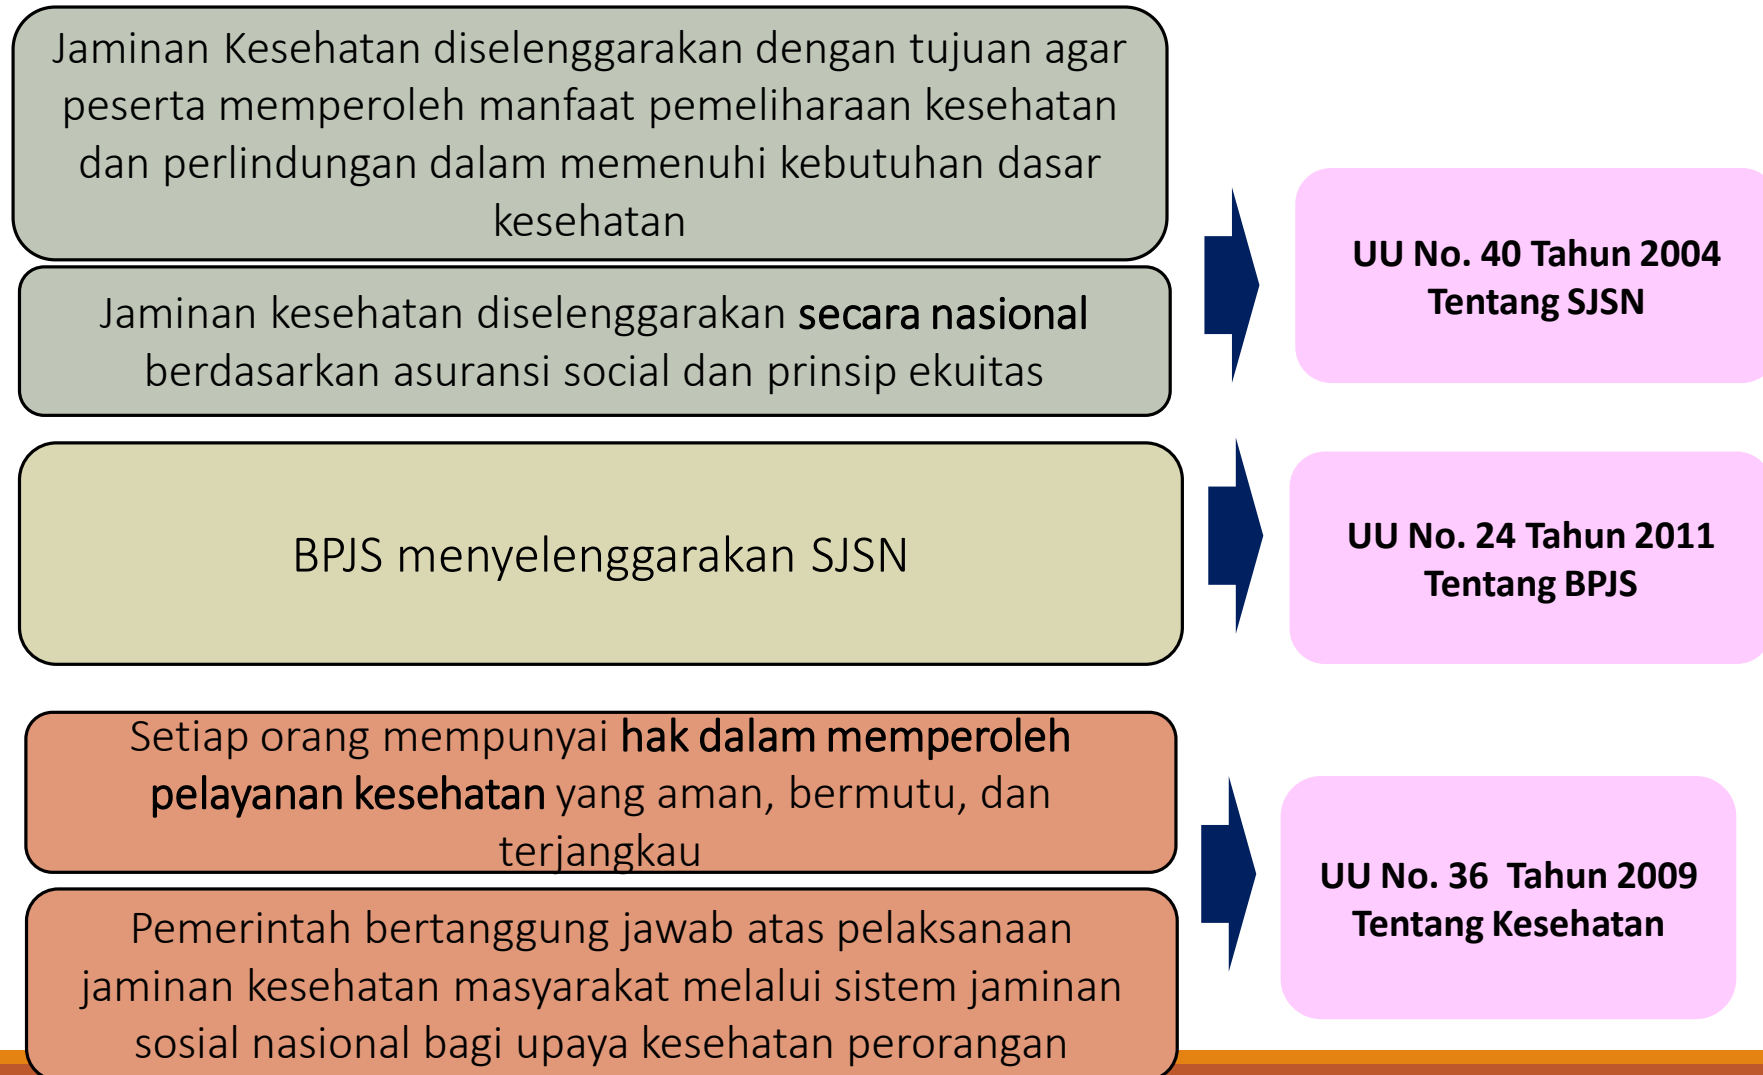 Jaminan Kesehatan diselenggarakan dengan tujuan agar
peserta memperoleh manfaat pemeliharaan kesehatan
dan perlindungan dalam memenuhi kebutuhan dasar
kesehatan
Jaminan kesehatan diselenggarakan secara nasional
berdasarkan asuransi social dan prinsip ekuitas
UU No. 40 Tahun 2004
Tentang SJSN
BPJS menyelenggarakan SJSN
UU No. 24 Tahun 2011
Tentang BPJS
Setiap orang mempunyai hak dalam memperoleh
pelayanan kesehatan yang aman, bermutu, dan
terjangkau
Pemerintah bertanggung jawab atas pelaksanaan
jaminan kesehatan masyarakat melalui sistem jaminan
sosial nasional bagi upaya kesehatan perorangan
UU No. 36 Tahun 2009
Tentang Kesehatan